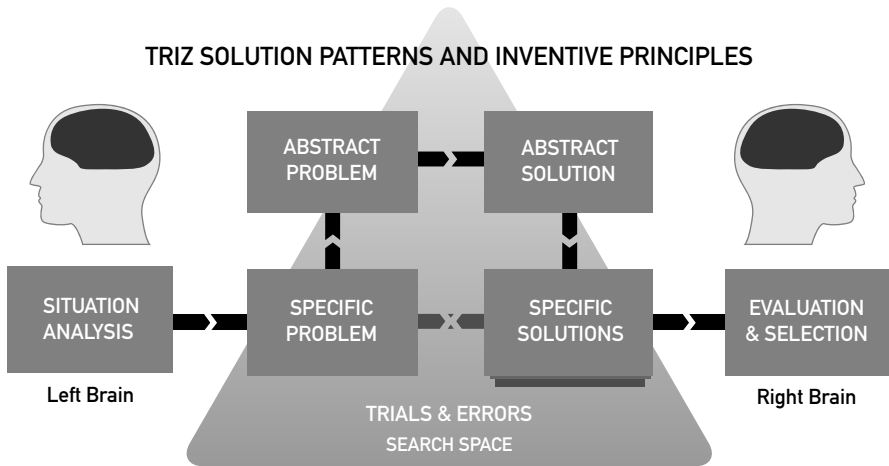 TRIZ SOLUTION PATTERNS AND INVENTIVE PRINCIPLES
ABSTRACT
PROBLEM
ABSTRACT
SOLUTION
SITUATION
ANALYSIS
SPECIFIC
PROBLEM
SPECIFIC
SOLUTIONS
EVALUATION
& SELECTION
Left Brain
Right Brain
TRIALS & ERRORS
SEARCH SPACE